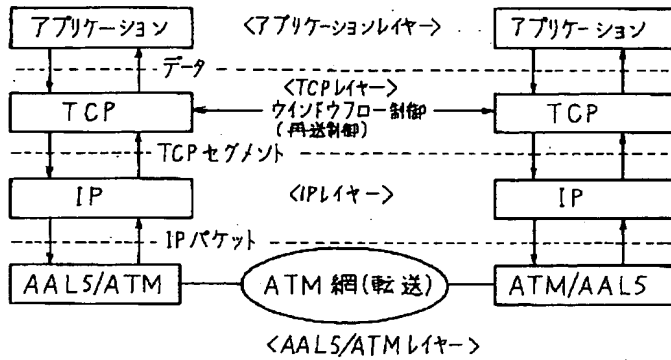 アプリケーション <アプリケーションレイヤー> アプリケーション
データ
<TCPレイヤー>
TCP ウインドウフロー制御 TCP
(再送制御)
TCPセグメント
IP <IPレイヤー> IP
IPパケット
AAL5/ATM ATM網(転送) ATM/AAL5
<AAL5/ATMレイヤー>